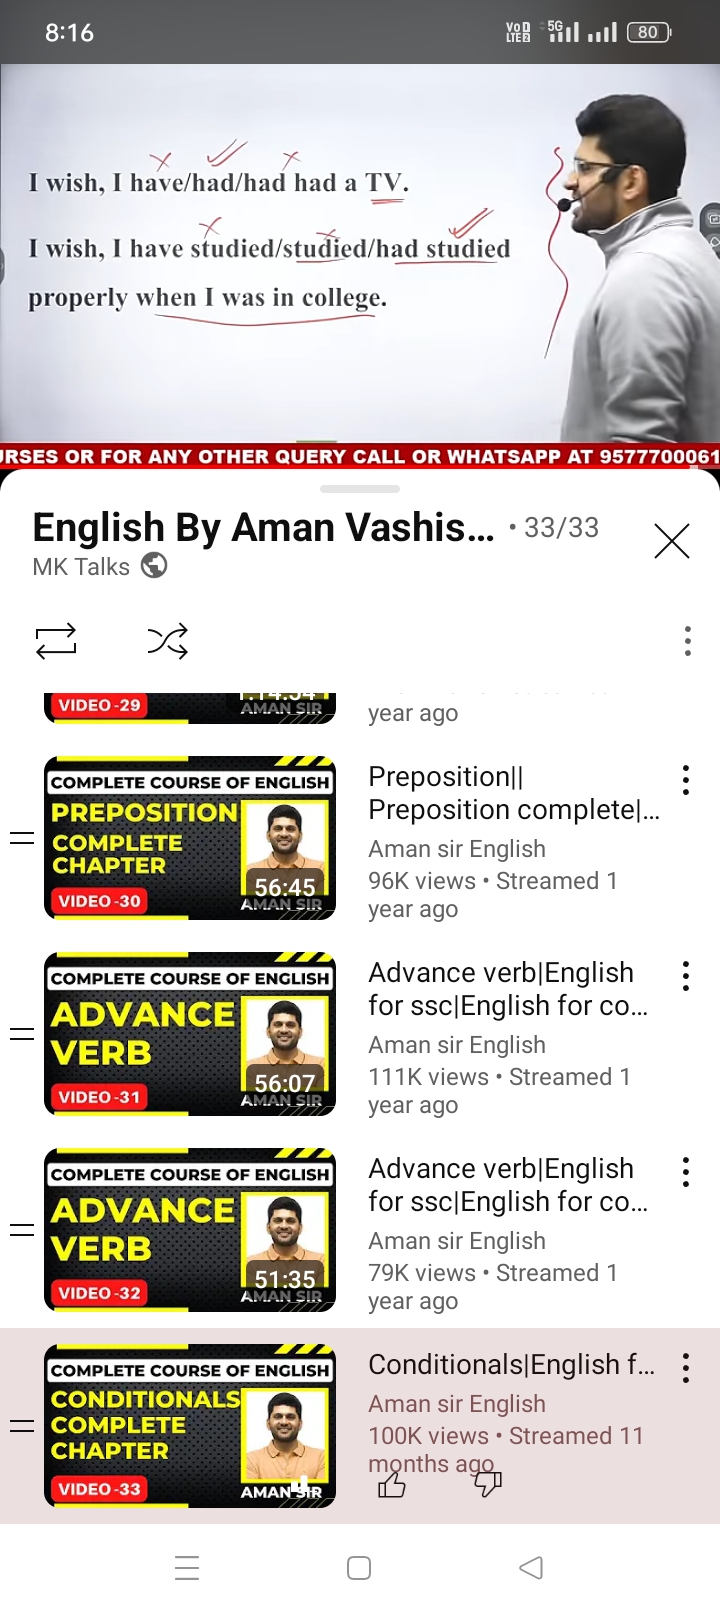 8:16
VoD LTE2 5G 80
I wish, I have/had/had had a TV.
I wish, I have studied/studied/had studied
properly when I was in college.
URSES OR FOR ANY OTHER QUERY CALL OR WHATSAPP AT 9577700061
English By Aman Vashis... • 33/33
MK Talks
VIDEO-29
1:14:34
AMAN SIR
year ago
COMPLETE COURSE OF ENGLISH
PREPOSITION
COMPLETE
CHAPTER
VIDEO-30
56:45
AMAN SIR
Preposition||
Preposition complete|...
Aman sir English
96K views • Streamed 1
year ago
COMPLETE COURSE OF ENGLISH
ADVANCE
VERB
VIDEO-31
56:07
AMAN SIR
Advance verb|English
for ssc|English for co...
Aman sir English
111K views • Streamed 1
year ago
COMPLETE COURSE OF ENGLISH
ADVANCE
VERB
VIDEO-32
51:35
AMAN SIR
Advance verb|English
for ssc|English for co...
Aman sir English
79K views • Streamed 1
year ago
COMPLETE COURSE OF ENGLISH
CONDITIONALS
COMPLETE
CHAPTER
VIDEO-33
AMAN SIR
Conditionals|English f...
Aman sir English
100K views • Streamed 11
months ago